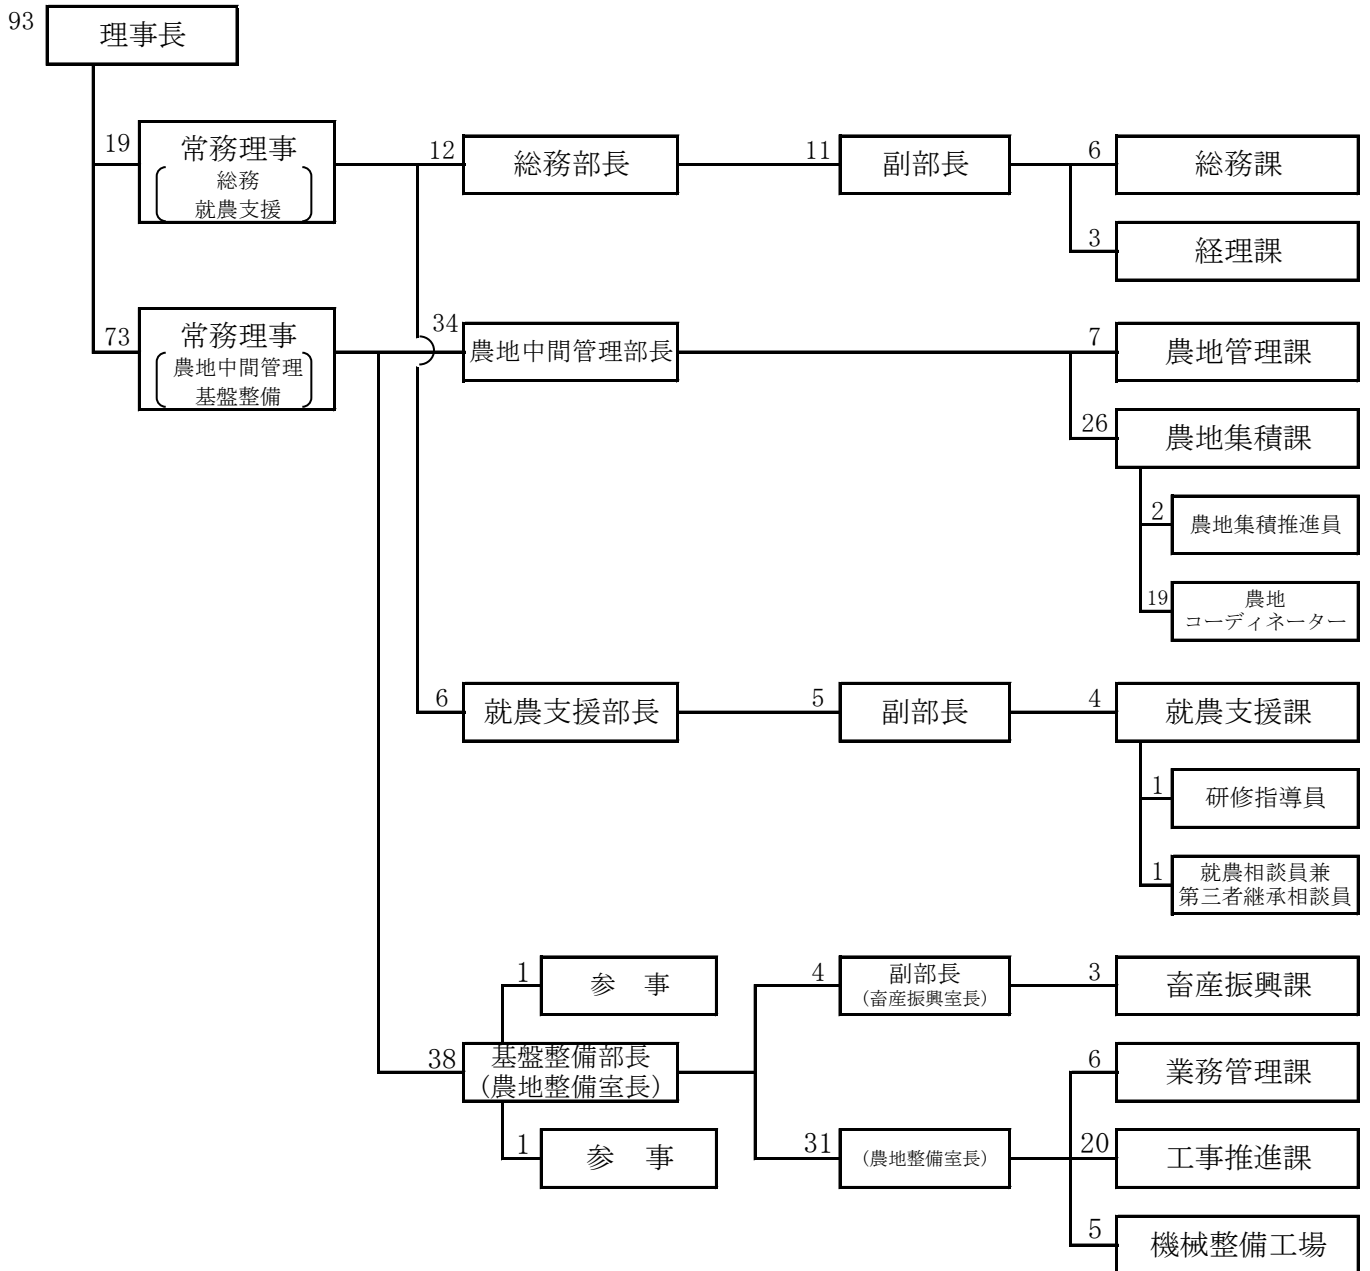 93
理事長
19
常務理事
総務
就農支援
12
総務部長
11
副部長
6
総務課
3
経理課
73
常務理事
農地中間管理
基盤整備
34
農地中間管理部長
7
農地管理課
26
農地集積課
2
農地集積推進員
19
農地
コーディネーター
6
就農支援部長
5
副部長
4
就農支援課
1
研修指導員
1
就農相談員兼
第三者継承相談員
1
参 事
38
基盤整備部長
(農地整備室長)
1
参 事
4
副部長
(畜産振興室長)
3
畜産振興課
31
(農地整備室長)
6
業務管理課
20
工事推進課
5
機械整備工場